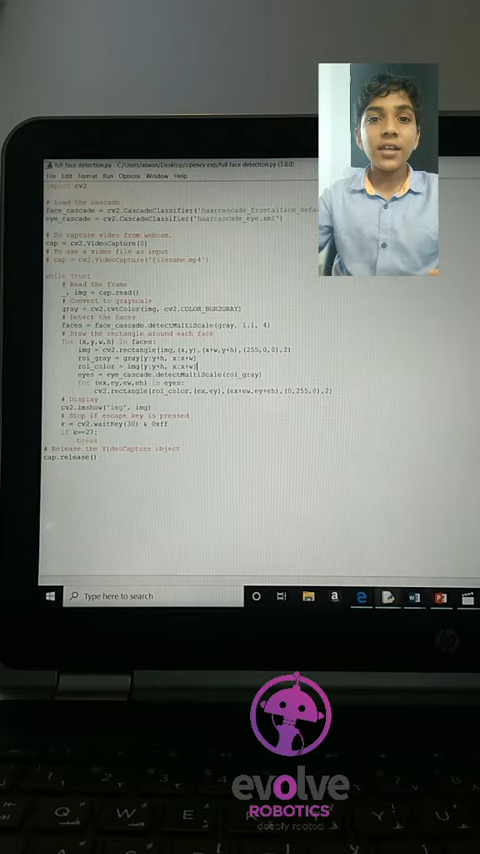 full face detection.py - C:/Users/aswan/Desktop/opencv exp/full face detection.py (3.8.0)
File Edit Format Run Options Window Help
import cv2
# Load the cascade
face_cascade = cv2.CascadeClassifier('haarcascade_frontalface_defa
eye_cascade = cv2.CascadeClassifier('haarcascade_eye.xml')
# To capture video from webcam.
cap = cv2.VideoCapture(0)
# To use a video file as input
# cap = cv2.VideoCapture('filename.mp4')
while True:
# Read the frame
_, img = cap.read()
# Convert to grayscale
gray = cv2.cvtColor(img, cv2.COLOR_BGR2GRAY)
# Detect the faces
faces = face_cascade.detectMultiScale(gray, 1.1, 4)
# Draw the rectangle around each face
for (x,y,w,h) in faces:
img = cv2.rectangle(img,(x,y),(x+w,y+h),(255,0,0),2)
roi_gray = gray[y:y+h, x:x+w]
roi_color = img[y:y+h, x:x+w]
eyes = eye_cascade.detectMultiScale(roi_gray)
for (ex,ey,ew,eh) in eyes:
cv2.rectangle(roi_color,(ex,ey),(ex+ew,ey+eh),(0,255,0),2)
# Display
cv2.imshow("img", img)
# Stop if escape key is pressed
k = cv2.waitKey(30) & 0xff
if k==27:
break
# Release the VideoCapture object
cap.release()
Type here to search
hp
evolve
ROBOTICS
deeply rooted
Q W E Y U